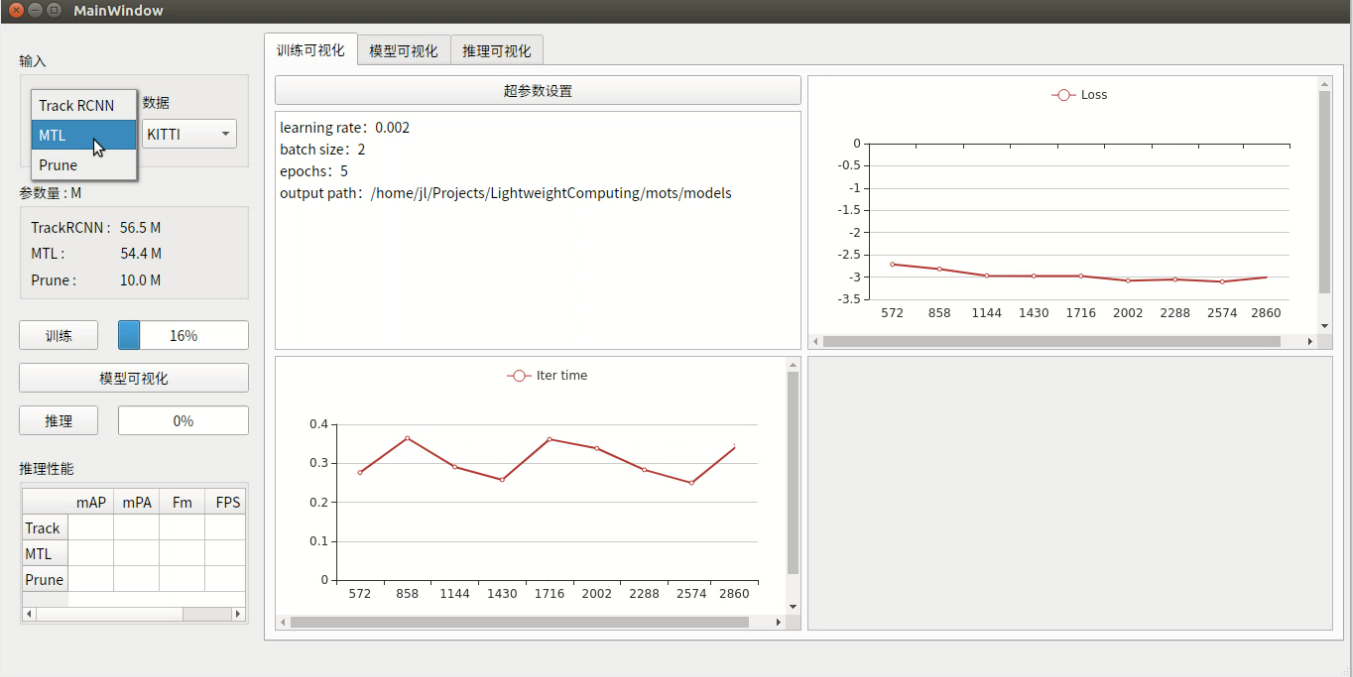 MainWindow
输入
Track RCNN
MTL
Prune
数据
KITTI
参数量 : M
TrackRCNN : 56.5 M
MTL : 54.4 M
Prune : 10.0 M
训练 16%
模型可视化
推理 0%
推理性能
mAP mPA Fm FPS
Track
MTL
Prune
训练可视化 模型可视化 推理可视化
超参数设置
learning rate：0.002
batch size：2
epochs：5
output path：/home/jl/Projects/LightweightComputing/mots/models
Loss
0
-0.5
-1
-1.5
-2
-2.5
-3
-3.5
572 858 1144 1430 1716 2002 2288 2574 2860
Iter time
0.4
0.3
0.2
0.1
0
572 858 1144 1430 1716 2002 2288 2574 2860